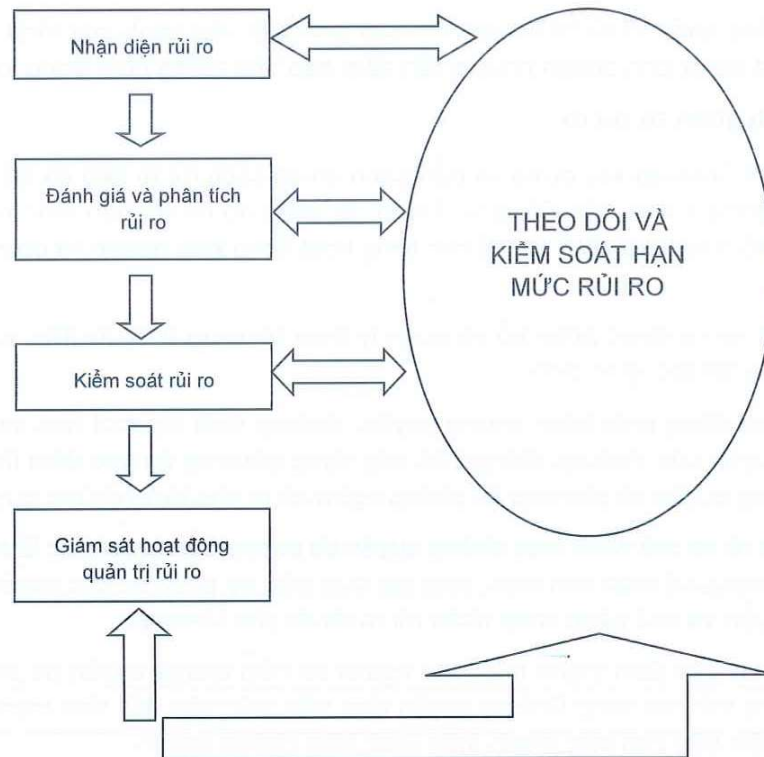 Nhận diện rủi ro
Đánh giá và phân tích
rủi ro
THEO DÕI VÀ
KIỂM SOÁT HẠN
MỨC RỦI RO
Kiểm soát rủi ro
Giám sát hoạt động
quản trị rủi ro